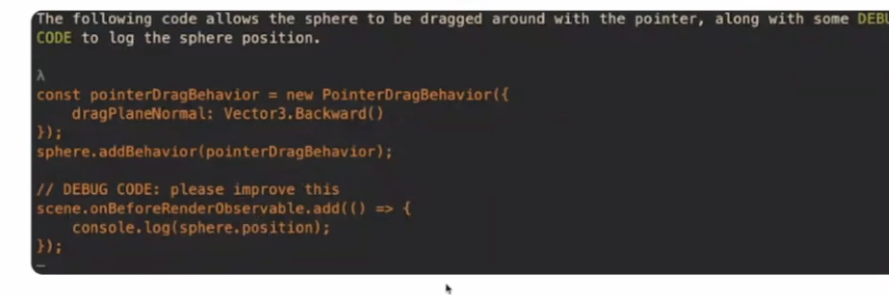 The following code allows the sphere to be dragged around with the pointer, along with some DEBU
CODE to log the sphere position.
λ
const pointerDragBehavior = new PointerDragBehavior({
    dragPlaneNormal: Vector3.Backward()
});
sphere.addBehavior(pointerDragBehavior);

// DEBUG CODE: please improve this
scene.onBeforeRenderObservable.add(() => {
    console.log(sphere.position);
});